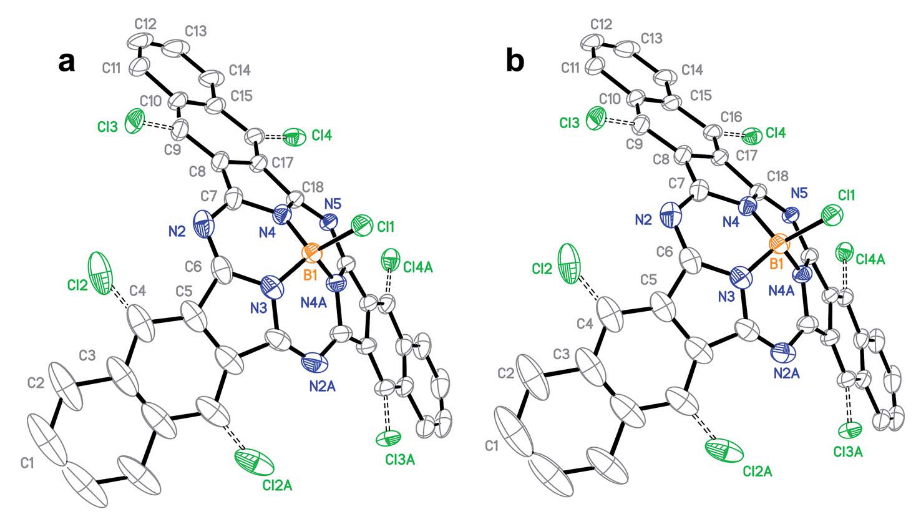 a
C12
C13
C11
C14
C10
C15
Cl3
Cl4
C9
C8
C17
C7
C18
N2
N4
N5
Cl1
C6
B1
Cl2
N3
Cl4A
C4
C5
N4A
C3
C2
N2A
C1
Cl3A
Cl2A
b
C12
C13
C11
C14
C10
C15
Cl3
C16
C9
Cl4
C8
C17
C7
C18
N2
N4
N5
Cl1
C6
B1
Cl2
C5
N3
Cl4A
N4A
C4
C3
C2
N2A
C1
Cl3A
Cl2A